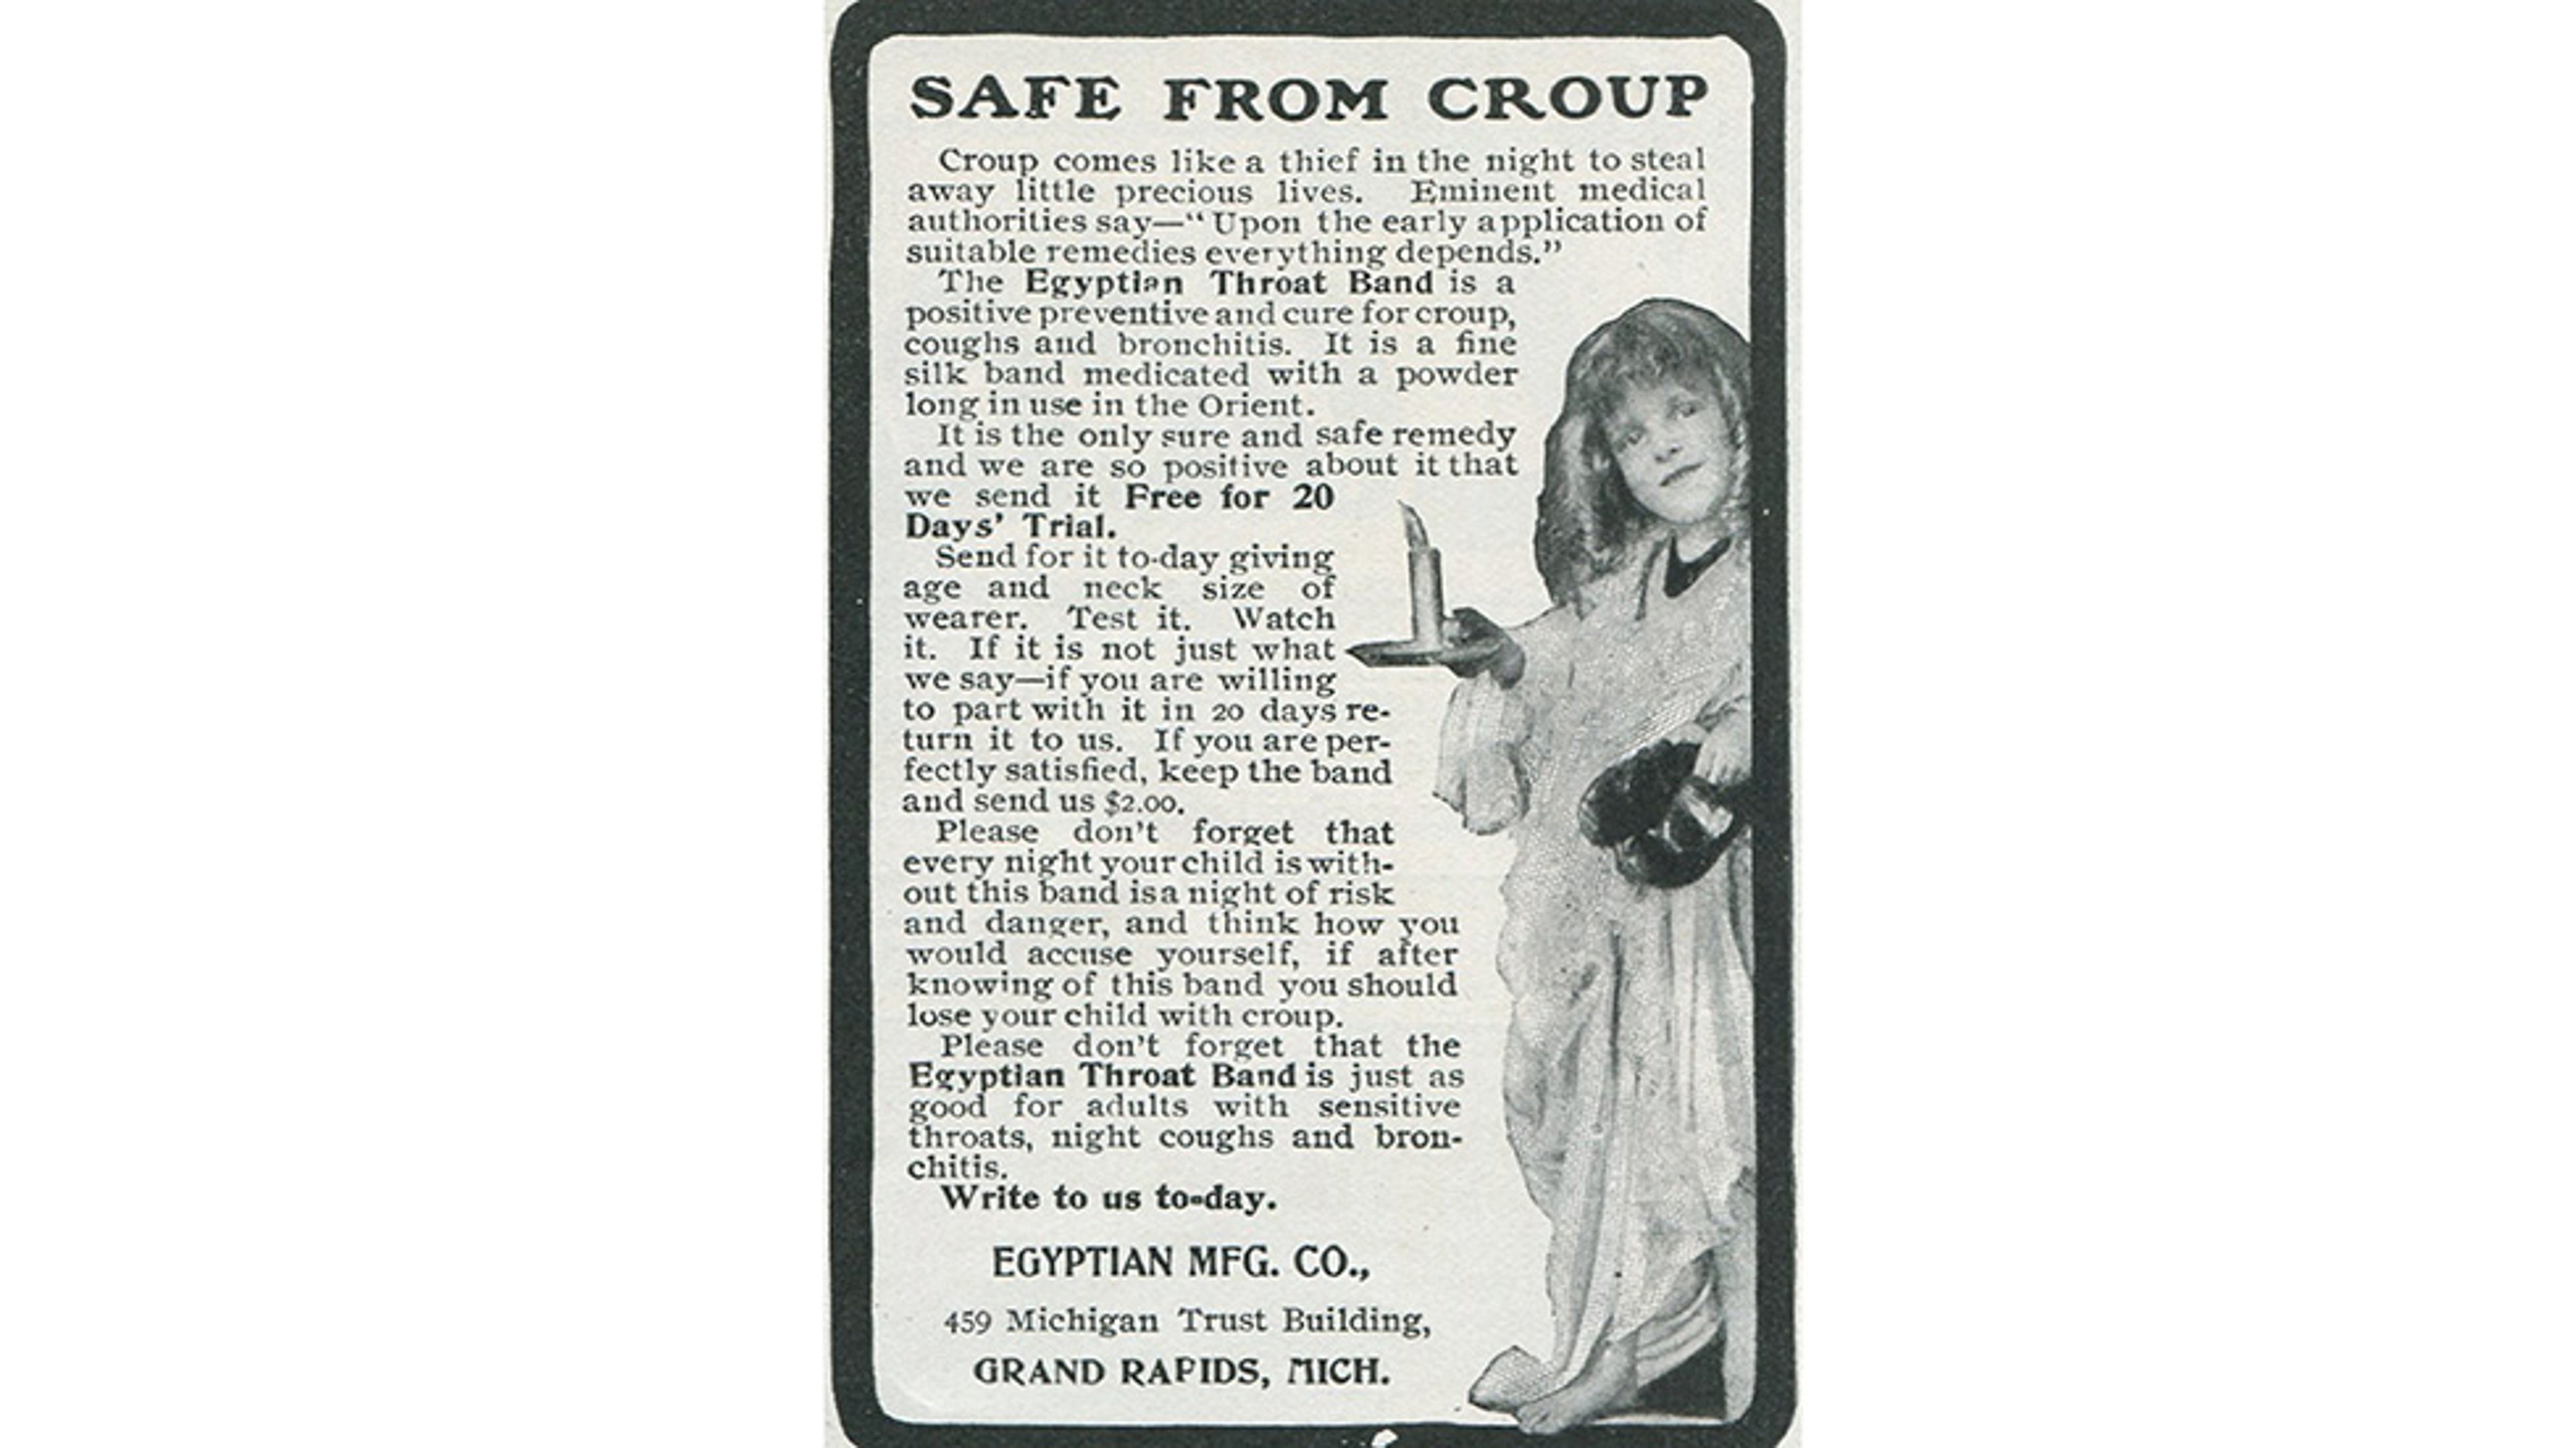 SAFE FROM CROUP
Croup comes like a thief in the night to steal
away little precious lives. Eminent medical
authorities say—"Upon the early application of
suitable remedies everything depends."
The Egyptian Throat Band is a
positive preventive and cure for croup,
coughs and bronchitis. It is a fine
silk band medicated with a powder
long in use in the Orient.
It is the only sure and safe remedy
and we are so positive about it that
we send it Free for 20
Days' Trial.
Send for it to-day giving
age and neck size of
wearer. Test it. Watch
it. If it is not just what
we say—if you are willing
to part with it in 20 days re-
turn it to us. If you are per-
fectly satisfied, keep the band
and send us $2.00.
Please don't forget that
every night your child is with-
out this band is a night of risk
and danger, and think how you
would accuse yourself, if after
knowing of this band you should
lose your child with croup.
Please don't forget that the
Egyptian Throat Band is just as
good for adults with sensitive
throats, night coughs and bron-
chitis.
Write to us to-day.
EGYPTIAN MFG. CO.,
459 Michigan Trust Building,
GRAND RAPIDS, MICH.